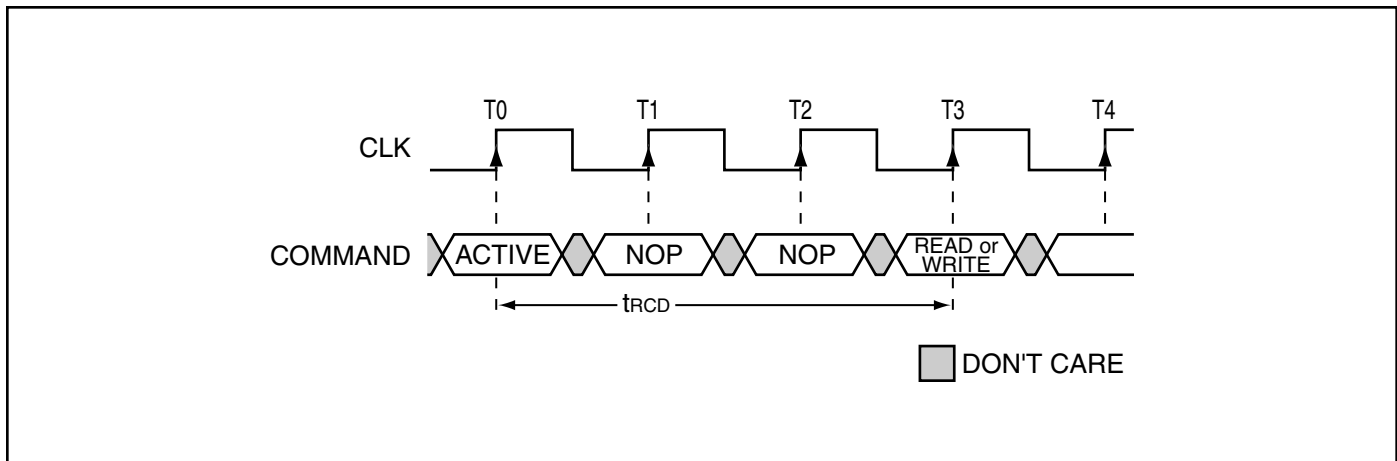 T0 T1 T2 T3 T4
CLK
COMMAND ACTIVE NOP NOP READ or
WRITE
tRCD
DON'T CARE